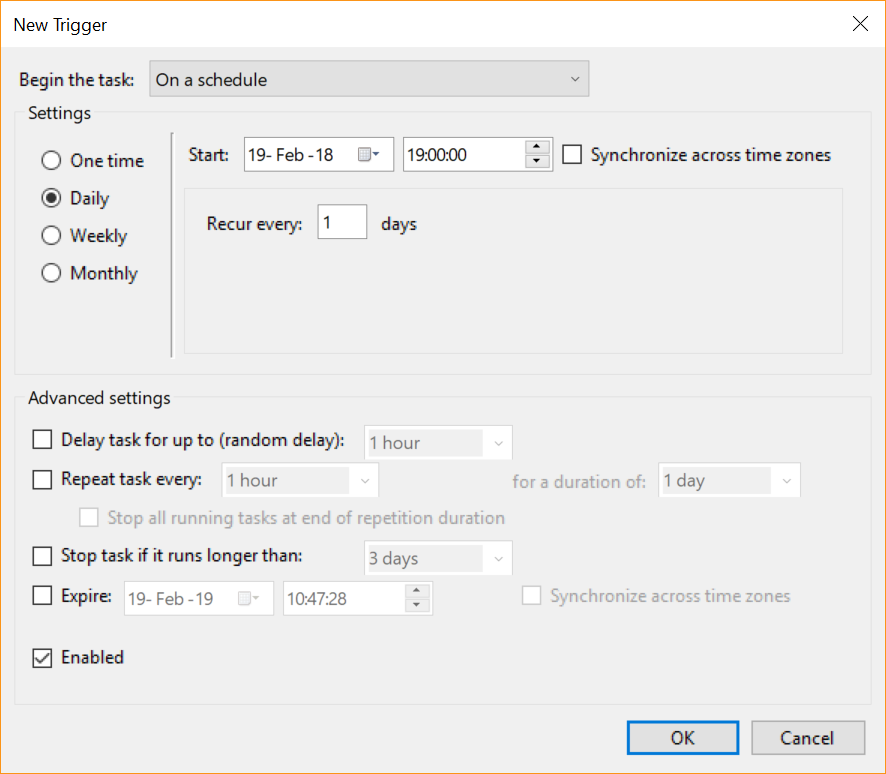 New Trigger
Begin the task: On a schedule
Settings
One time
Daily
Weekly
Monthly
Start: 19- Feb -18 19:00:00 Synchronize across time zones
Recur every: 1 days
Advanced settings
Delay task for up to (random delay): 1 hour
Repeat task every: 1 hour for a duration of: 1 day
Stop all running tasks at end of repetition duration
Stop task if it runs longer than: 3 days
Expire: 19- Feb -19 10:47:28 Synchronize across time zones
Enabled
OK Cancel